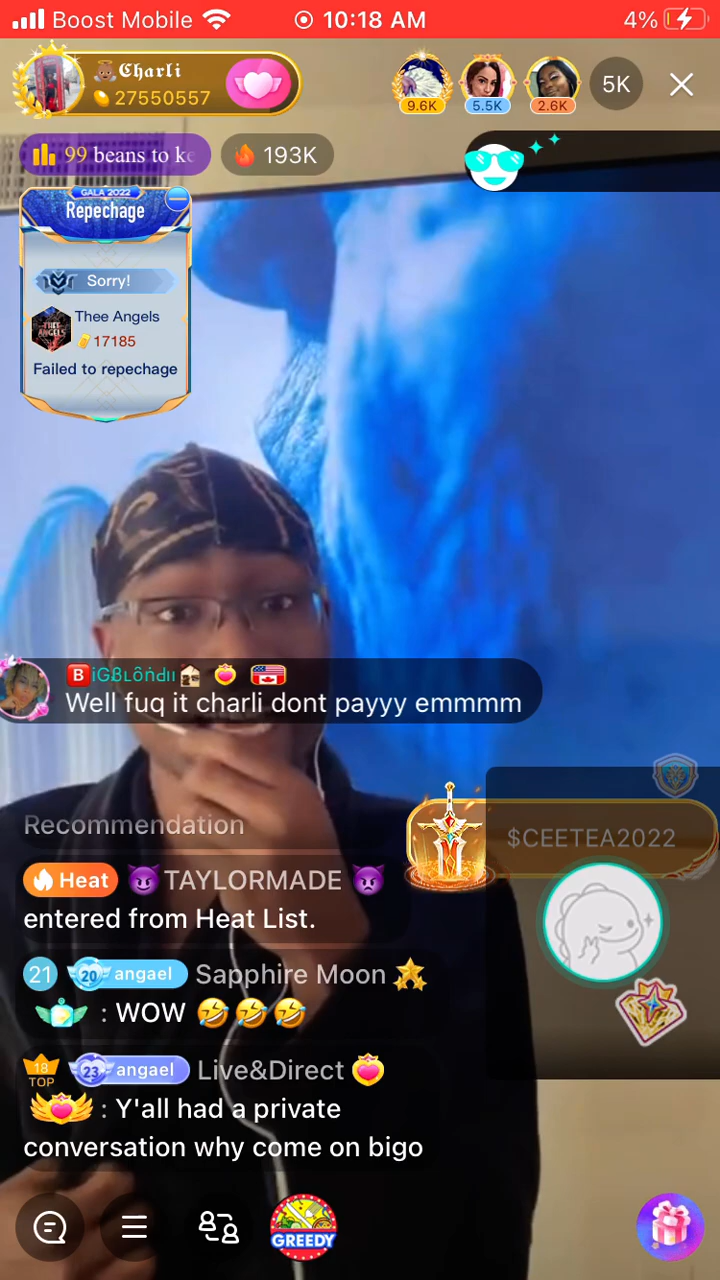 Boost Mobile 10:18 AM 4%
𝕮𝖍𝖆𝖗𝖑𝖎
27550557
9.6K 5.5K 2.6K 5K
99 beans to
193K
GALA 2022
Repechage
Sorry!
Thee Angels
THEE ANGELS
17185
Failed to repechage
🅱iGβʟôṅdıı
Well fuq it charli dont payyy emmmm
Recommendation
$CEETEA2022
Heat 😈TAYLORMADE 👿
entered from Heat List.
21 20 angael Sapphire Moon
: WOW 🤣🤣🤣
18 TOP 23 angael Live&Direct
: Y'all had a private
conversation why come on bigo
GREEDY